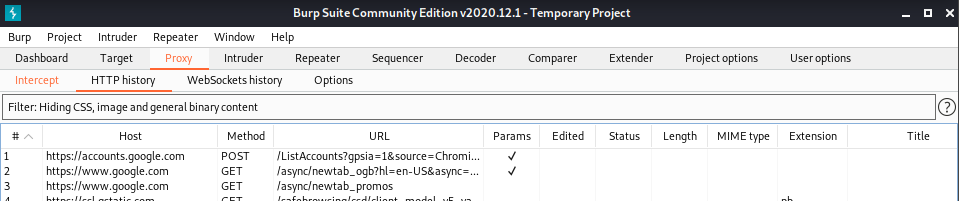 Burp Suite Community Edition v2020.12.1 - Temporary Project
Burp Project Intruder Repeater Window Help
Dashboard Target Proxy Intruder Repeater Sequencer Decoder Comparer Extender Project options User options
Intercept HTTP history WebSockets history Options
Filter: Hiding CSS, image and general binary content ?
# Host Method URL Params Edited Status Length MIME type Extension Title
1 https://accounts.google.com POST /ListAccounts?gpsia=1&source=Chromi... ✓
2 https://www.google.com GET /async/newtab_ogb?hl=en-US&async=... ✓
3 https://www.google.com GET /async/newtab_promos
4 https://ssl.gstatic.com GET /safebrowsing/csd/client_model_v5_va...